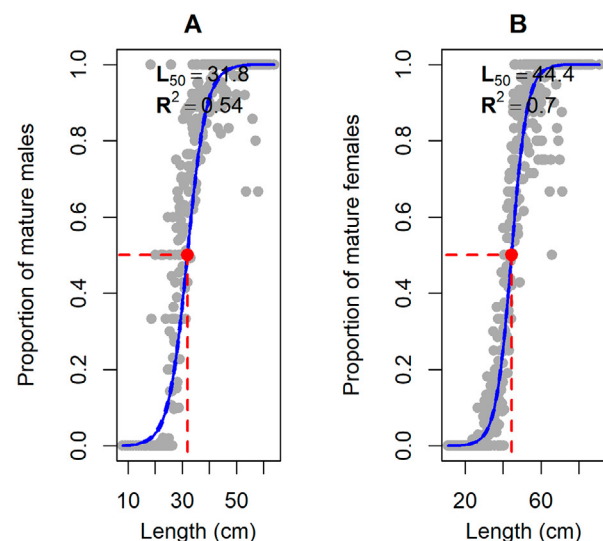 A
Proportion of mature males
1.0
0.8
0.6
0.4
0.2
0.0
L50 = 31.8
R2 = 0.54
10 30 50
Length (cm)
B
Proportion of mature females
1.0
0.8
0.6
0.4
0.2
0.0
L50 = 44.4
R2 = 0.7
20 60
Length (cm)